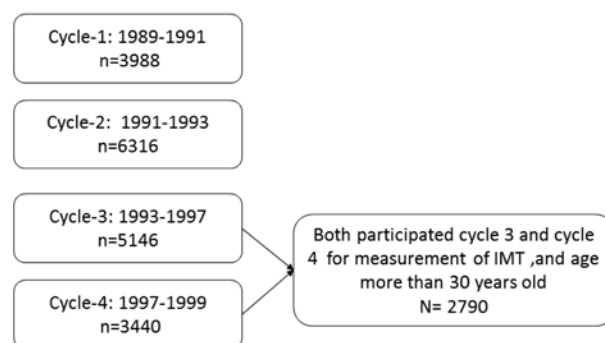 Cycle-1: 1989-1991
n=3988
Cycle-2:  1991-1993
n=6316
Cycle-3: 1993-1997
n=5146
Cycle-4: 1997-1999
n=3440
Both participated cycle 3 and cycle
4  for measurement of IMT ,and age
more than 30 years old
N= 2790